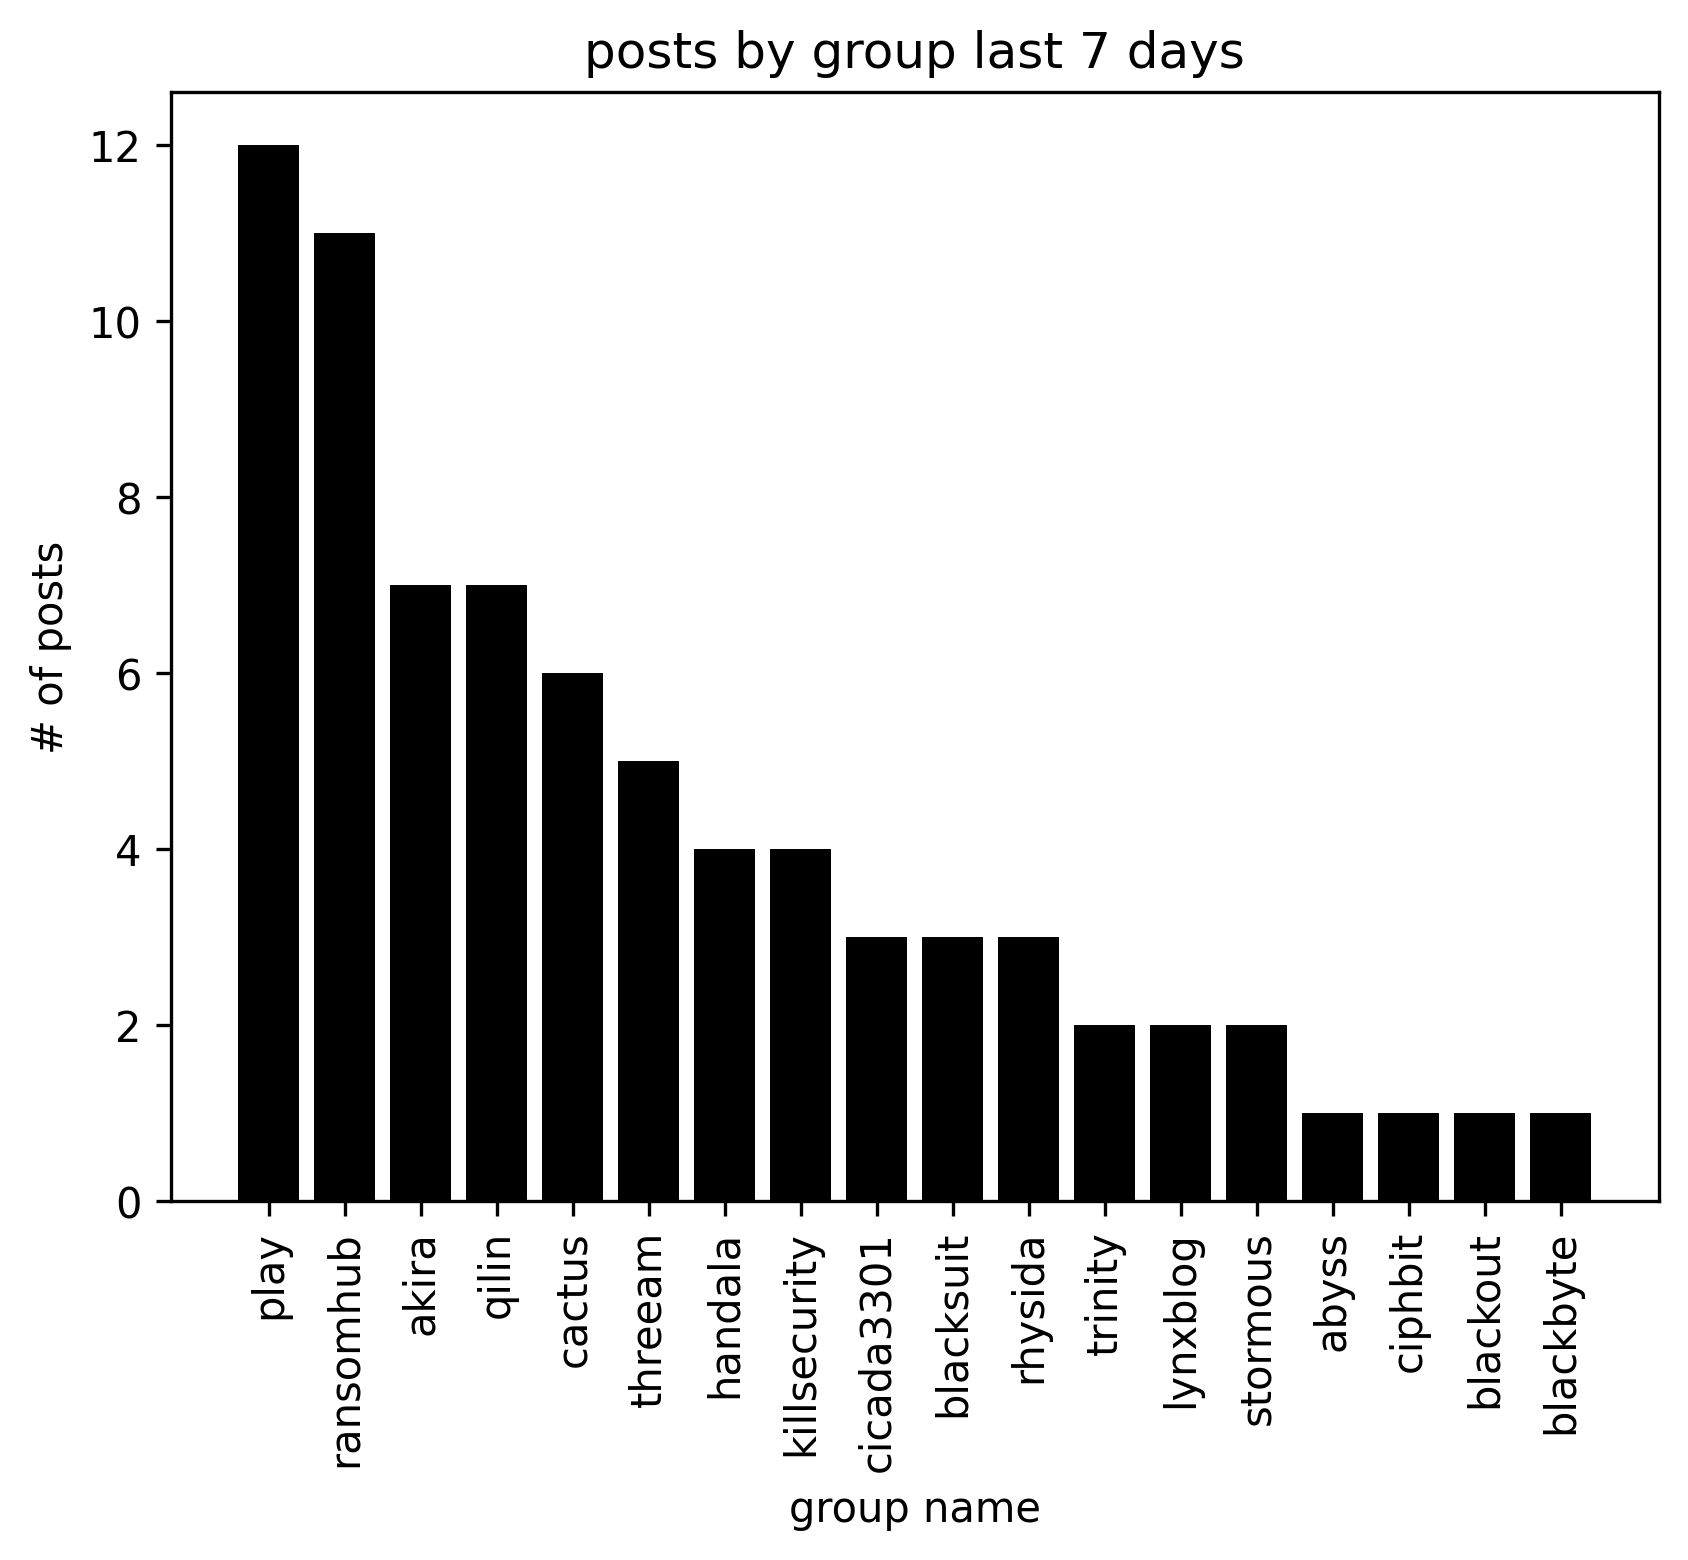 posts by group last 7 days
12
10
8
6
4
2
0
# of posts
play
ransomhub
akira
qilin
cactus
threeam
handala
killsecurity
cicada3301
blacksuit
rhysida
trinity
lynxblog
stormous
abyss
ciphbit
blackout
blackbyte
group name